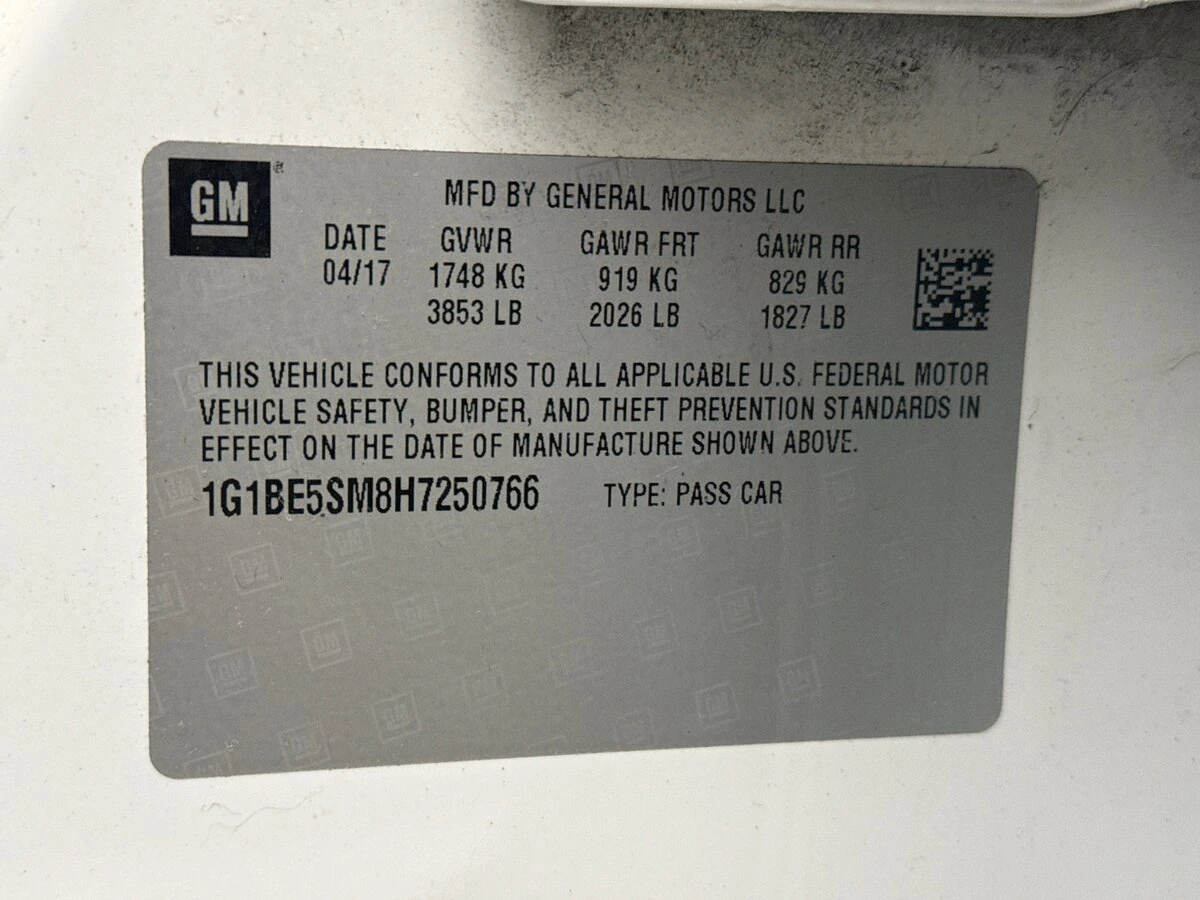 GM
MFD BY GENERAL MOTORS LLC
DATE GVWR GAWR FRT GAWR RR
04/17 1748 KG 919 KG 829 KG
3853 LB 2026 LB 1827 LB
THIS VEHICLE CONFORMS TO ALL APPLICABLE U.S. FEDERAL MOTOR
VEHICLE SAFETY, BUMPER, AND THEFT PREVENTION STANDARDS IN
EFFECT ON THE DATE OF MANUFACTURE SHOWN ABOVE.
1G1BE5SM8H7250766 TYPE: PASS CAR